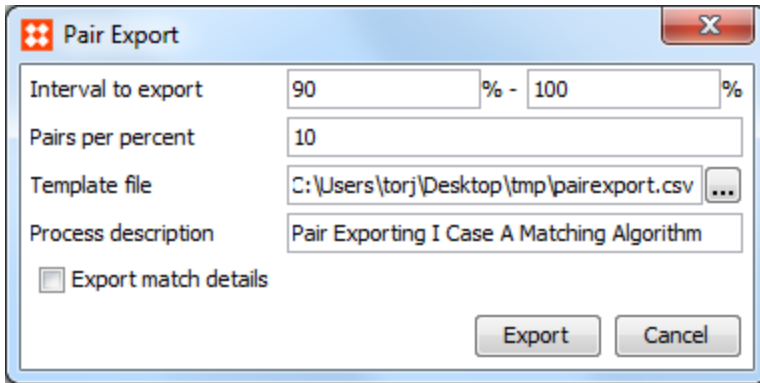 Pair Export
Interval to export 90 % - 100 %
Pairs per percent 10
Template file C:\Users\torj\Desktop\tmp\pairexport.csv ...
Process description Pair Exporting I Case A Matching Algorithm
Export match details
Export Cancel